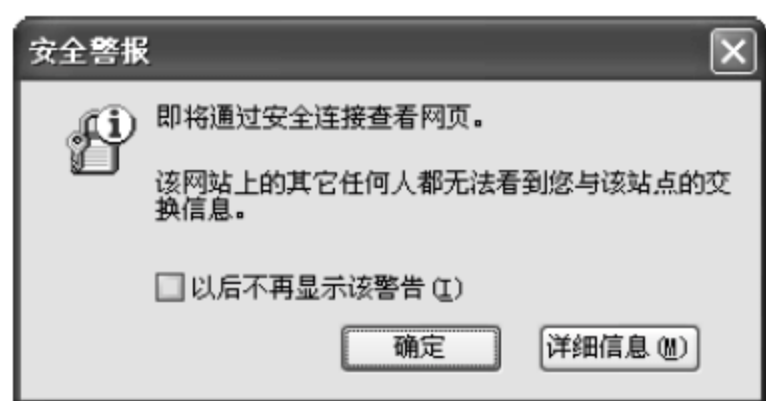 安全警报
即将通过安全连接查看网页。
该网站上的其它任何人都无法看到您与该站点的交
换信息。
以后不再显示该警告(I)
确定 详细信息(M)